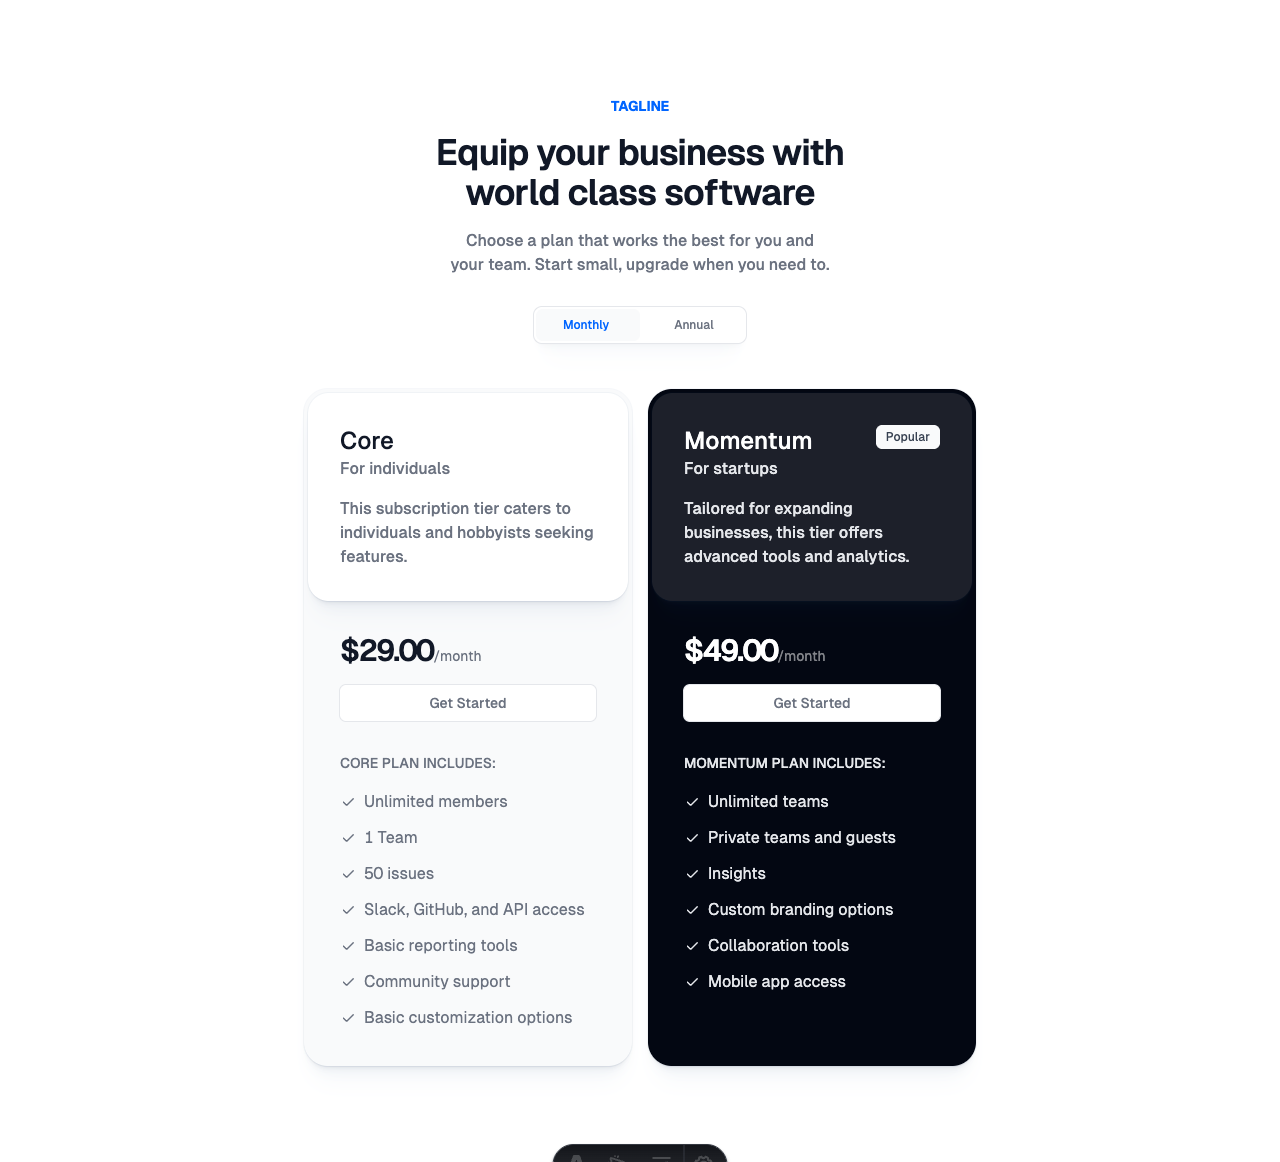 TAGLINE
Equip your business with
world class software
Choose a plan that works the best for you and
your team. Start small, upgrade when you need to.
Monthly
Annual
Core
For individuals
This subscription tier caters to
individuals and hobbyists seeking
features.
$29.00/month
Get Started
CORE PLAN INCLUDES:
Unlimited members
1 Team
50 issues
Slack, GitHub, and API access
Basic reporting tools
Community support
Basic customization options
Momentum
Popular
For startups
Tailored for expanding
businesses, this tier offers
advanced tools and analytics.
$49.00/month
Get Started
MOMENTUM PLAN INCLUDES:
Unlimited teams
Private teams and guests
Insights
Custom branding options
Collaboration tools
Mobile app access